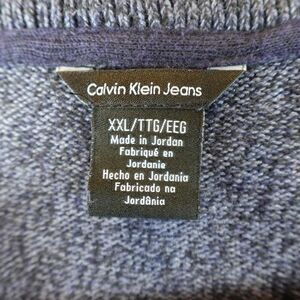 Calvin Klein Jeans
XXL/TTG/EEG
Made in Jordan
Fabriqué en
Jordanie
Hecho en Jordania
Fabricado na
Jordânia